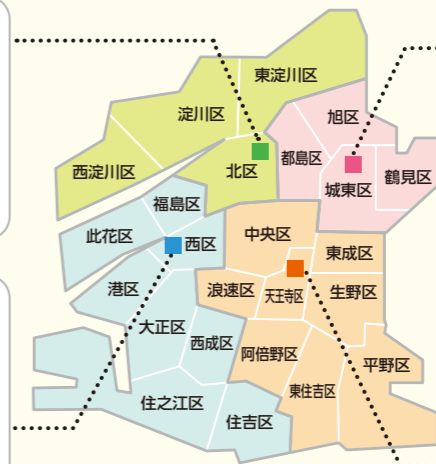 東淀川区
淀川区
旭区
西淀川区
北区
都島区
城東区
鶴見区
福島区
此花区
西区
中央区
東成区
港区
浪速区
天王寺区
生野区
大正区
西成区
阿倍野区
平野区
東住吉区
住之江区
住吉区